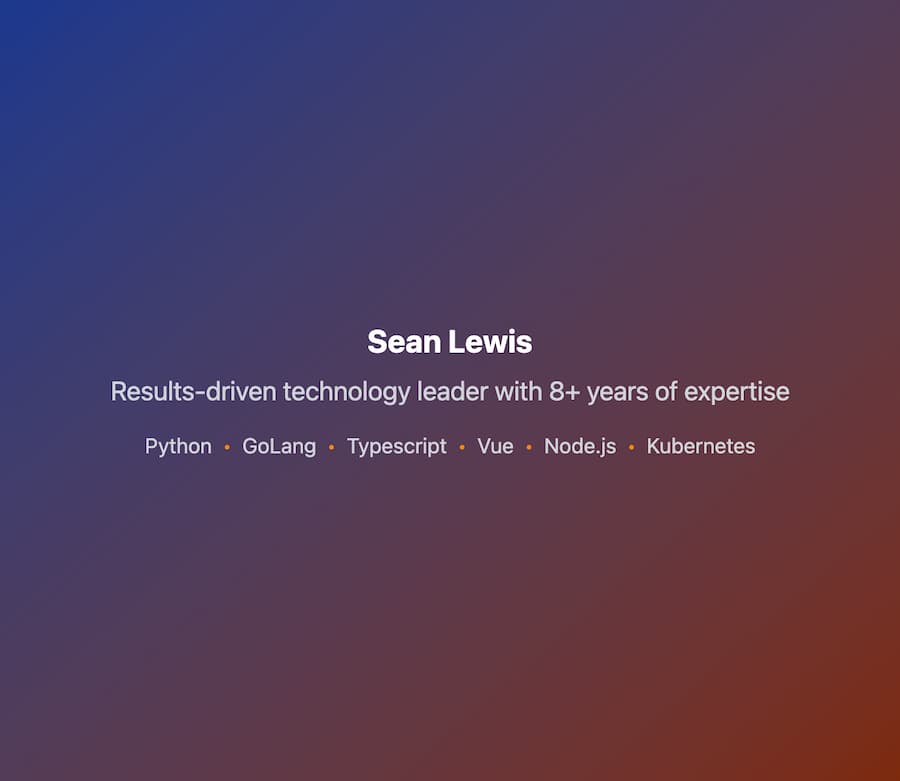 Sean Lewis
Results-driven technology leader with 8+ years of expertise
Python • GoLang • Typescript • Vue • Node.js • Kubernetes